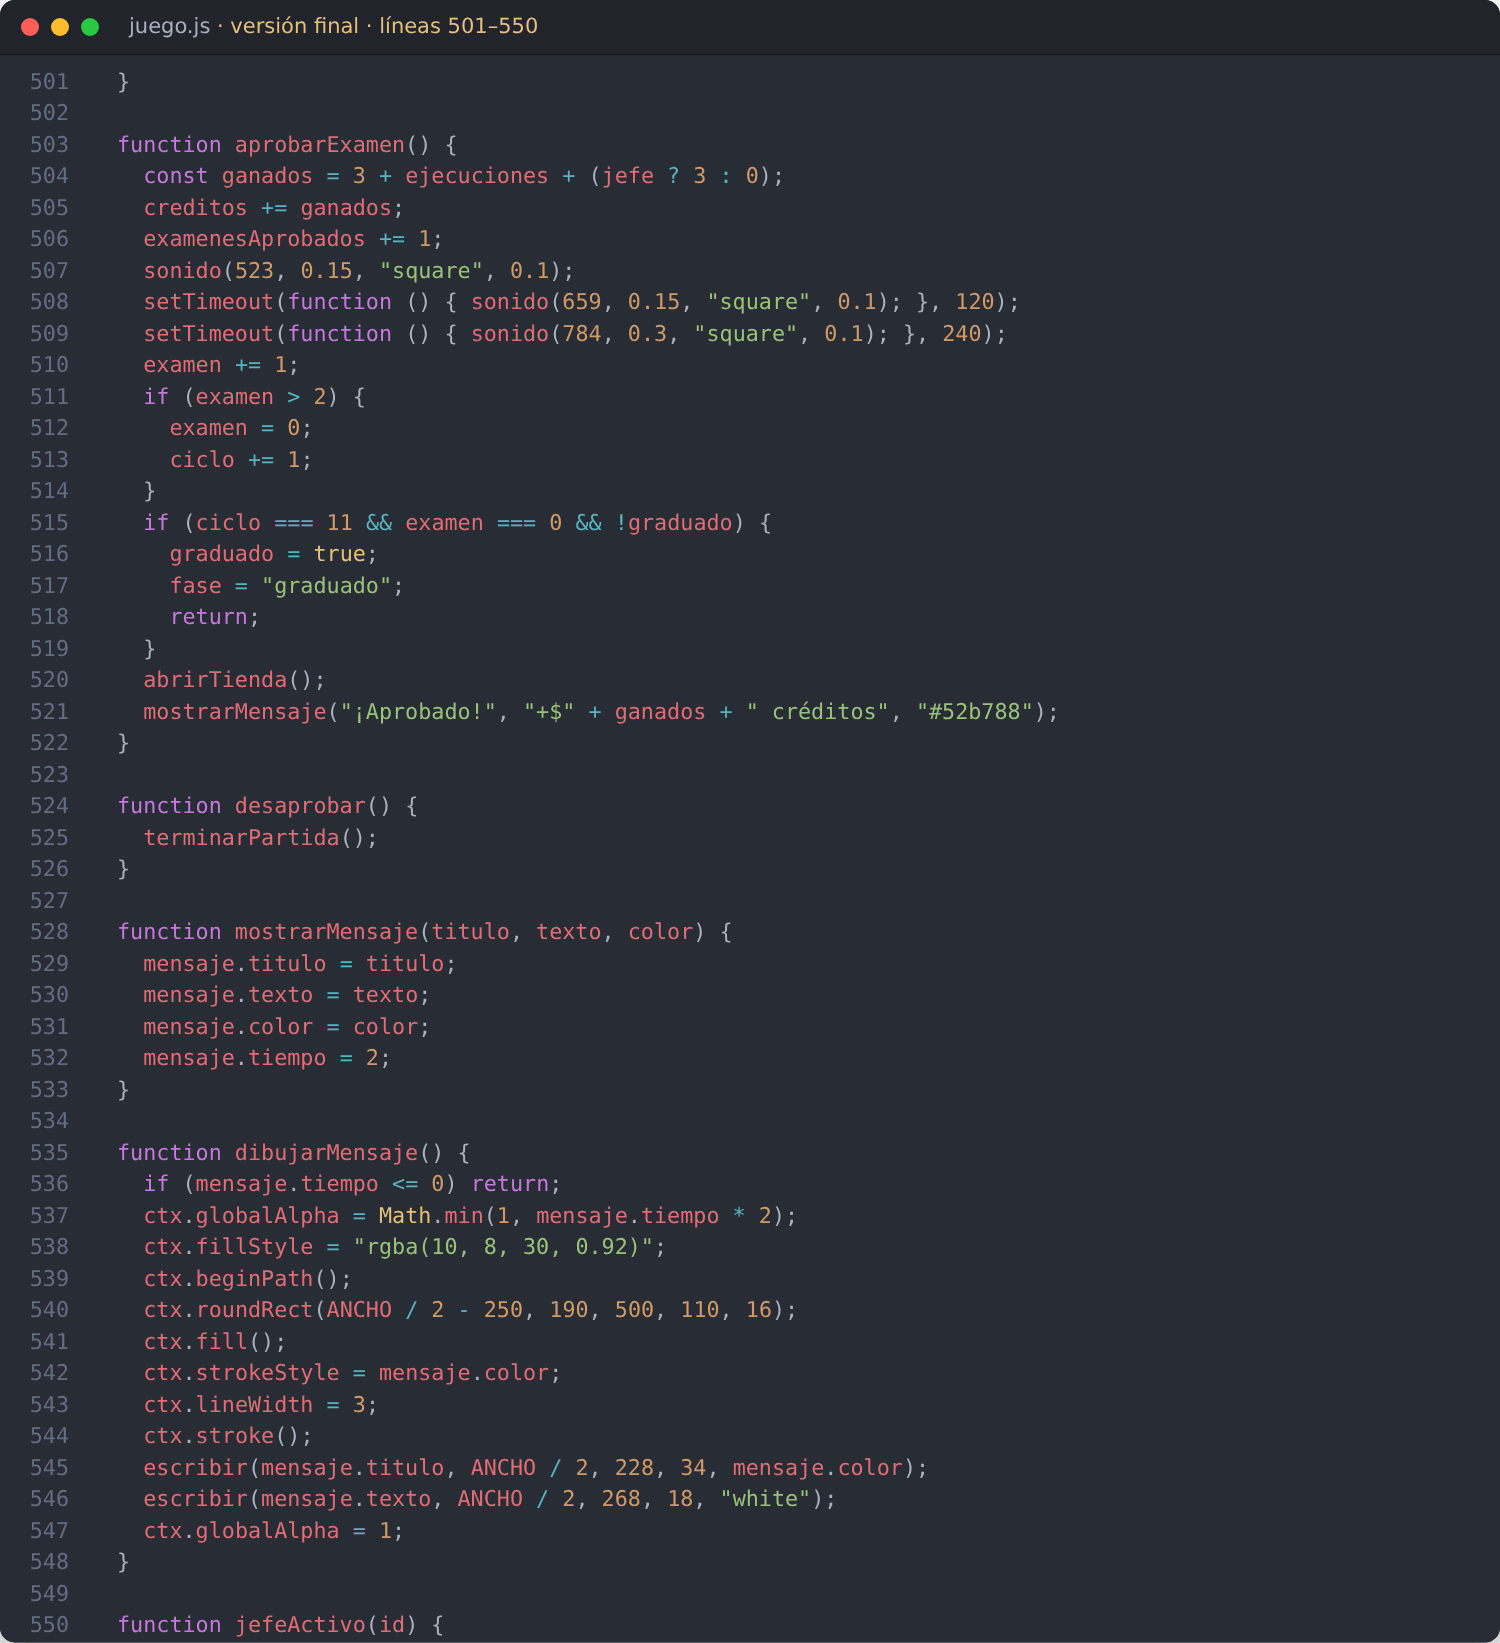 juego.js · versión final · líneas 501–550
501 }
502
503 function aprobarExamen() {
504 const ganados = 3 + ejecuciones + (jefe ? 3 : 0);
505 creditos += ganados;
506 examenesAprobados += 1;
507 sonido(523, 0.15, "square", 0.1);
508 setTimeout(function () { sonido(659, 0.15, "square", 0.1); }, 120);
509 setTimeout(function () { sonido(784, 0.3, "square", 0.1); }, 240);
510 examen += 1;
511 if (examen > 2) {
512 examen = 0;
513 ciclo += 1;
514 }
515 if (ciclo === 11 && examen === 0 && !graduado) {
516 graduado = true;
517 fase = "graduado";
518 return;
519 }
520 abrirTienda();
521 mostrarMensaje("¡Aprobado!", "+$" + ganados + " créditos", "#52b788");
522 }
523
524 function desaprobar() {
525 terminarPartida();
526 }
527
528 function mostrarMensaje(titulo, texto, color) {
529 mensaje.titulo = titulo;
530 mensaje.texto = texto;
531 mensaje.color = color;
532 mensaje.tiempo = 2;
533 }
534
535 function dibujarMensaje() {
536 if (mensaje.tiempo <= 0) return;
537 ctx.globalAlpha = Math.min(1, mensaje.tiempo * 2);
538 ctx.fillStyle = "rgba(10, 8, 30, 0.92)";
539 ctx.beginPath();
540 ctx.roundRect(ANCHO / 2 - 250, 190, 500, 110, 16);
541 ctx.fill();
542 ctx.strokeStyle = mensaje.color;
543 ctx.lineWidth = 3;
544 ctx.stroke();
545 escribir(mensaje.titulo, ANCHO / 2, 228, 34, mensaje.color);
546 escribir(mensaje.texto, ANCHO / 2, 268, 18, "white");
547 ctx.globalAlpha = 1;
548 }
549
550 function jefeActivo(id) {